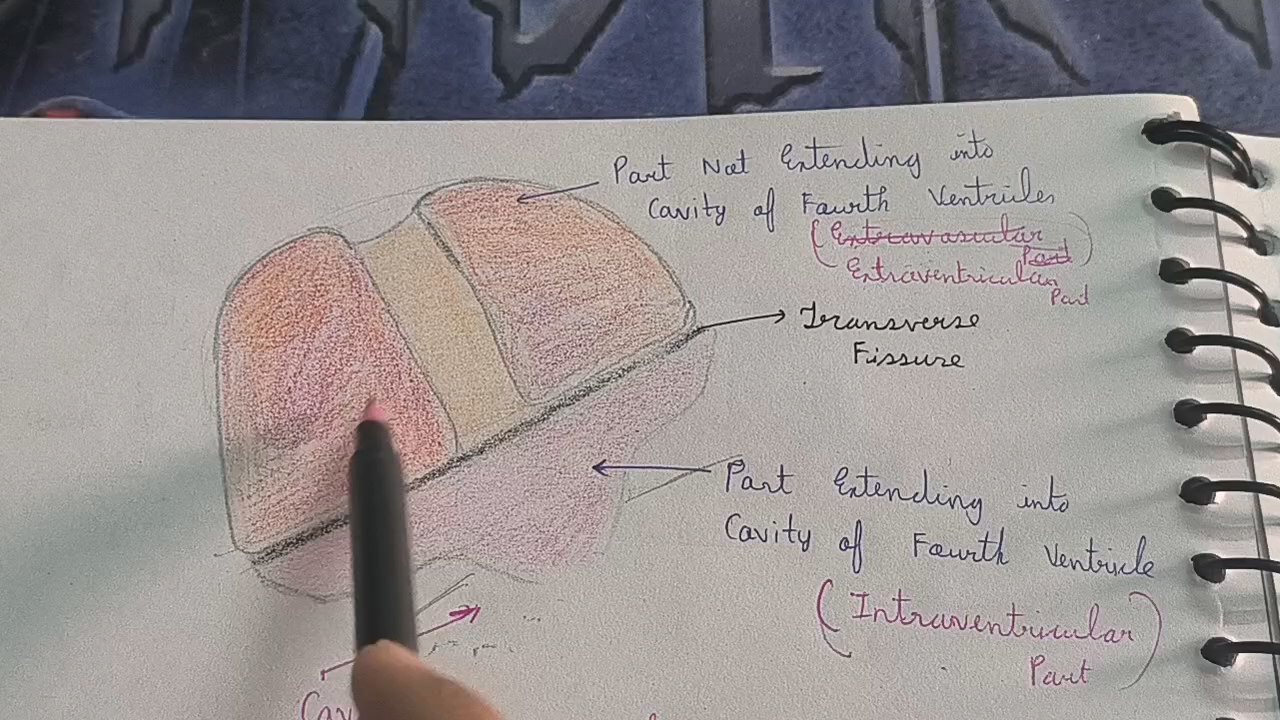 Part Not Extending into
Cavity of Fourth Ventricles
(Extravascular Part)
Extraventricular
Part
Transverse
Fissure
Part Extending into
Cavity of Fourth Ventricle
(Intraventricular
Part)